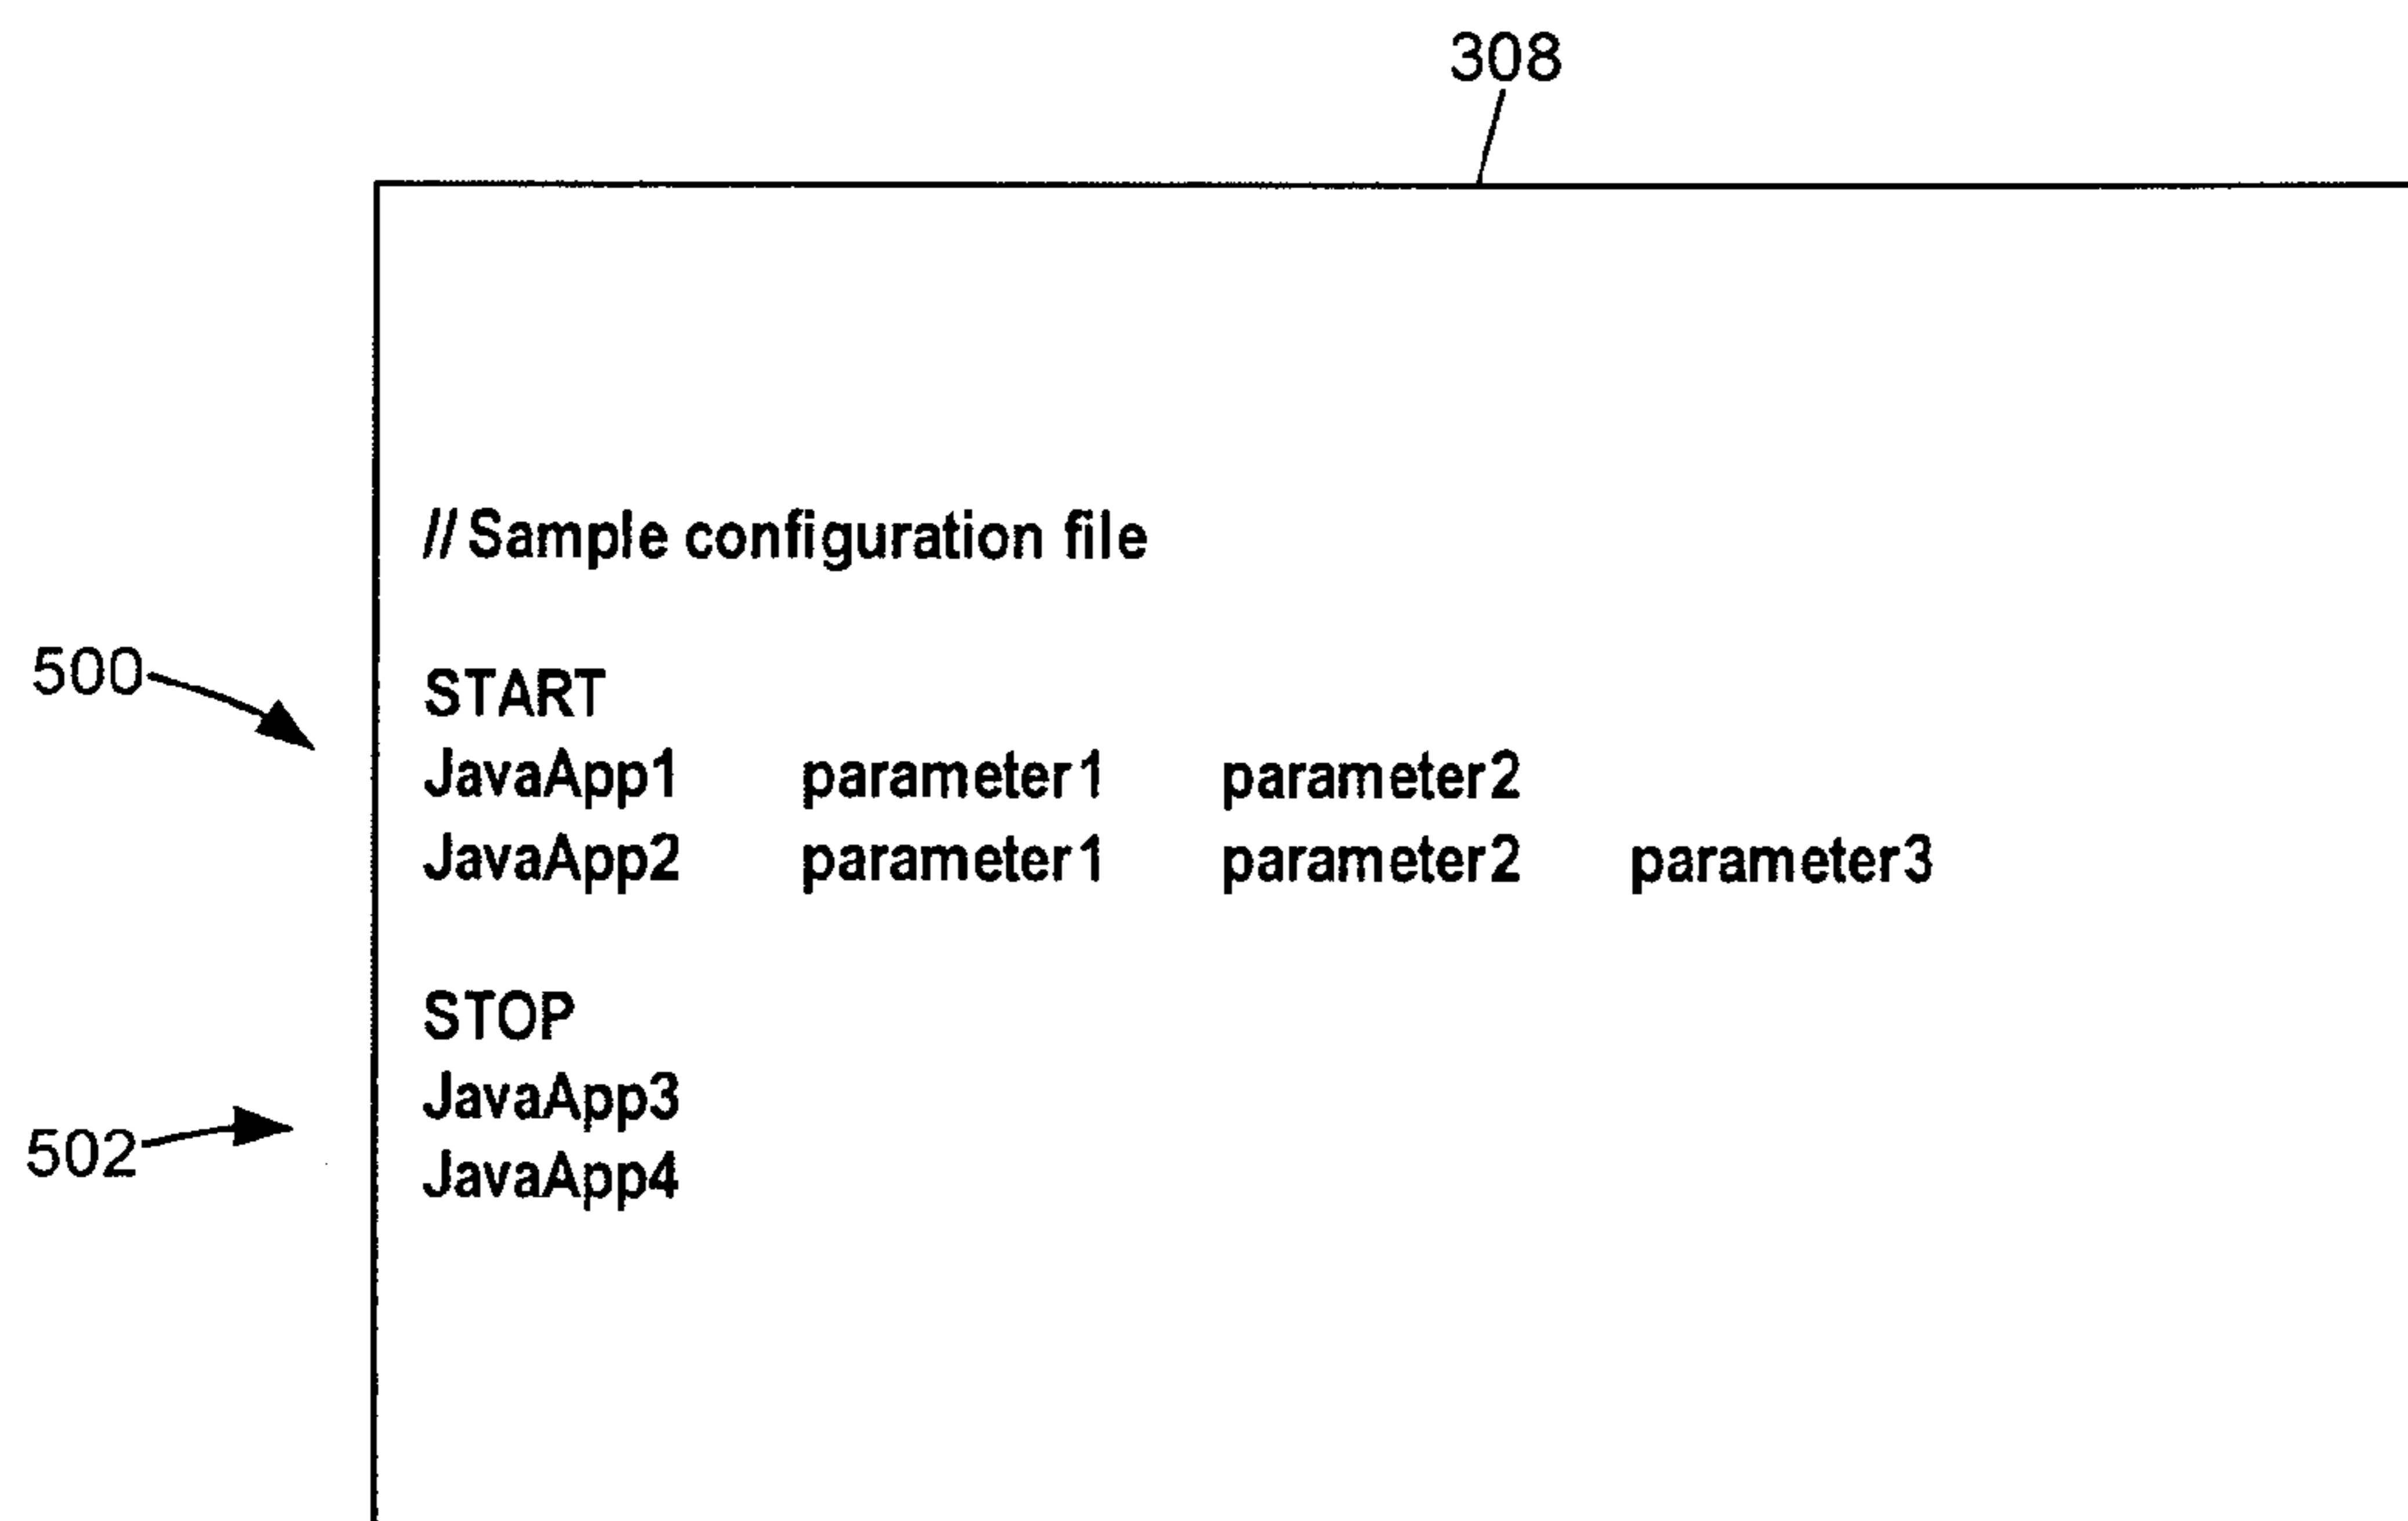 308
// Sample configuration file
500
START
JavaApp1 parameter1 parameter2
JavaApp2 parameter1 parameter2 parameter3
STOP
JavaApp3
502
JavaApp4